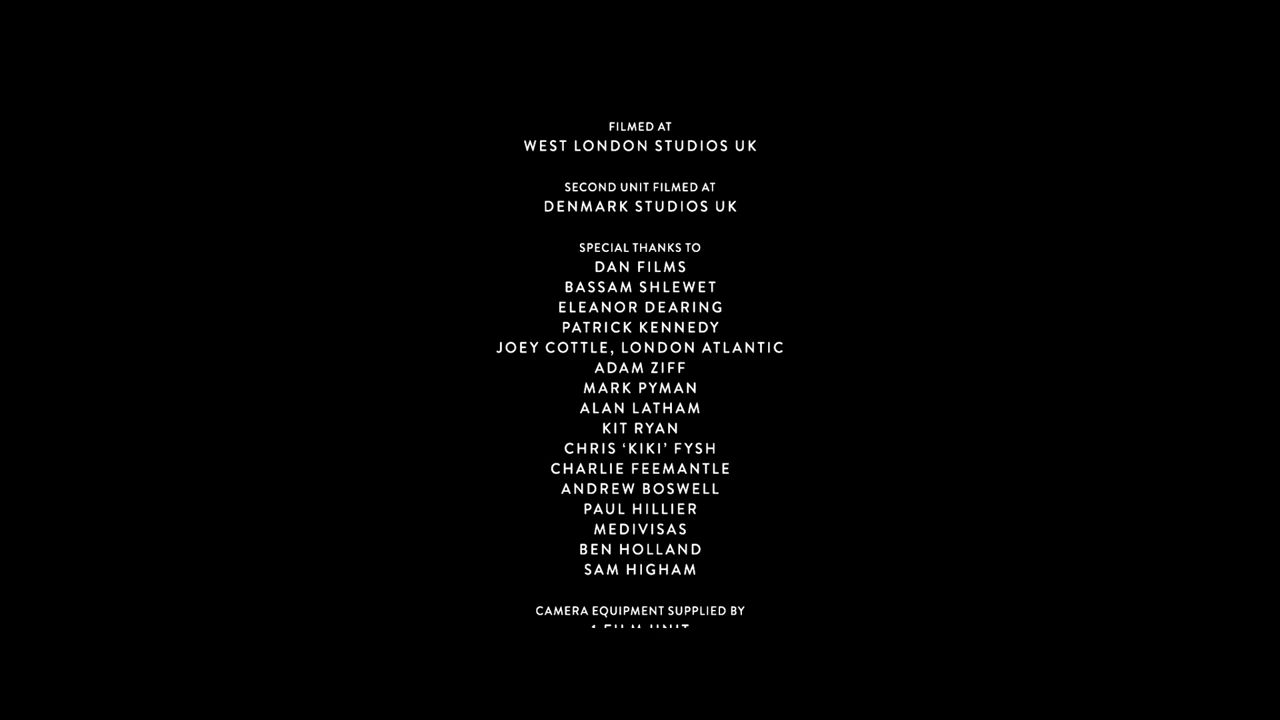 FILMED AT
WEST LONDON STUDIOS UK
SECOND UNIT FILMED AT
DENMARK STUDIOS UK
SPECIAL THANKS TO
DAN FILMS
BASSAM SHLEWET
ELEANOR DEARING
PATRICK KENNEDY
JOEY COTTLE, LONDON ATLANTIC
ADAM ZIFF
MARK PYMAN
ALAN LATHAM
KIT RYAN
CHRIS ‘KIKI’ FYSH
CHARLIE FEEMANTLE
ANDREW BOSWELL
PAUL HILLIER
MEDIVISAS
BEN HOLLAND
SAM HIGHAM
CAMERA EQUIPMENT SUPPLIED BY